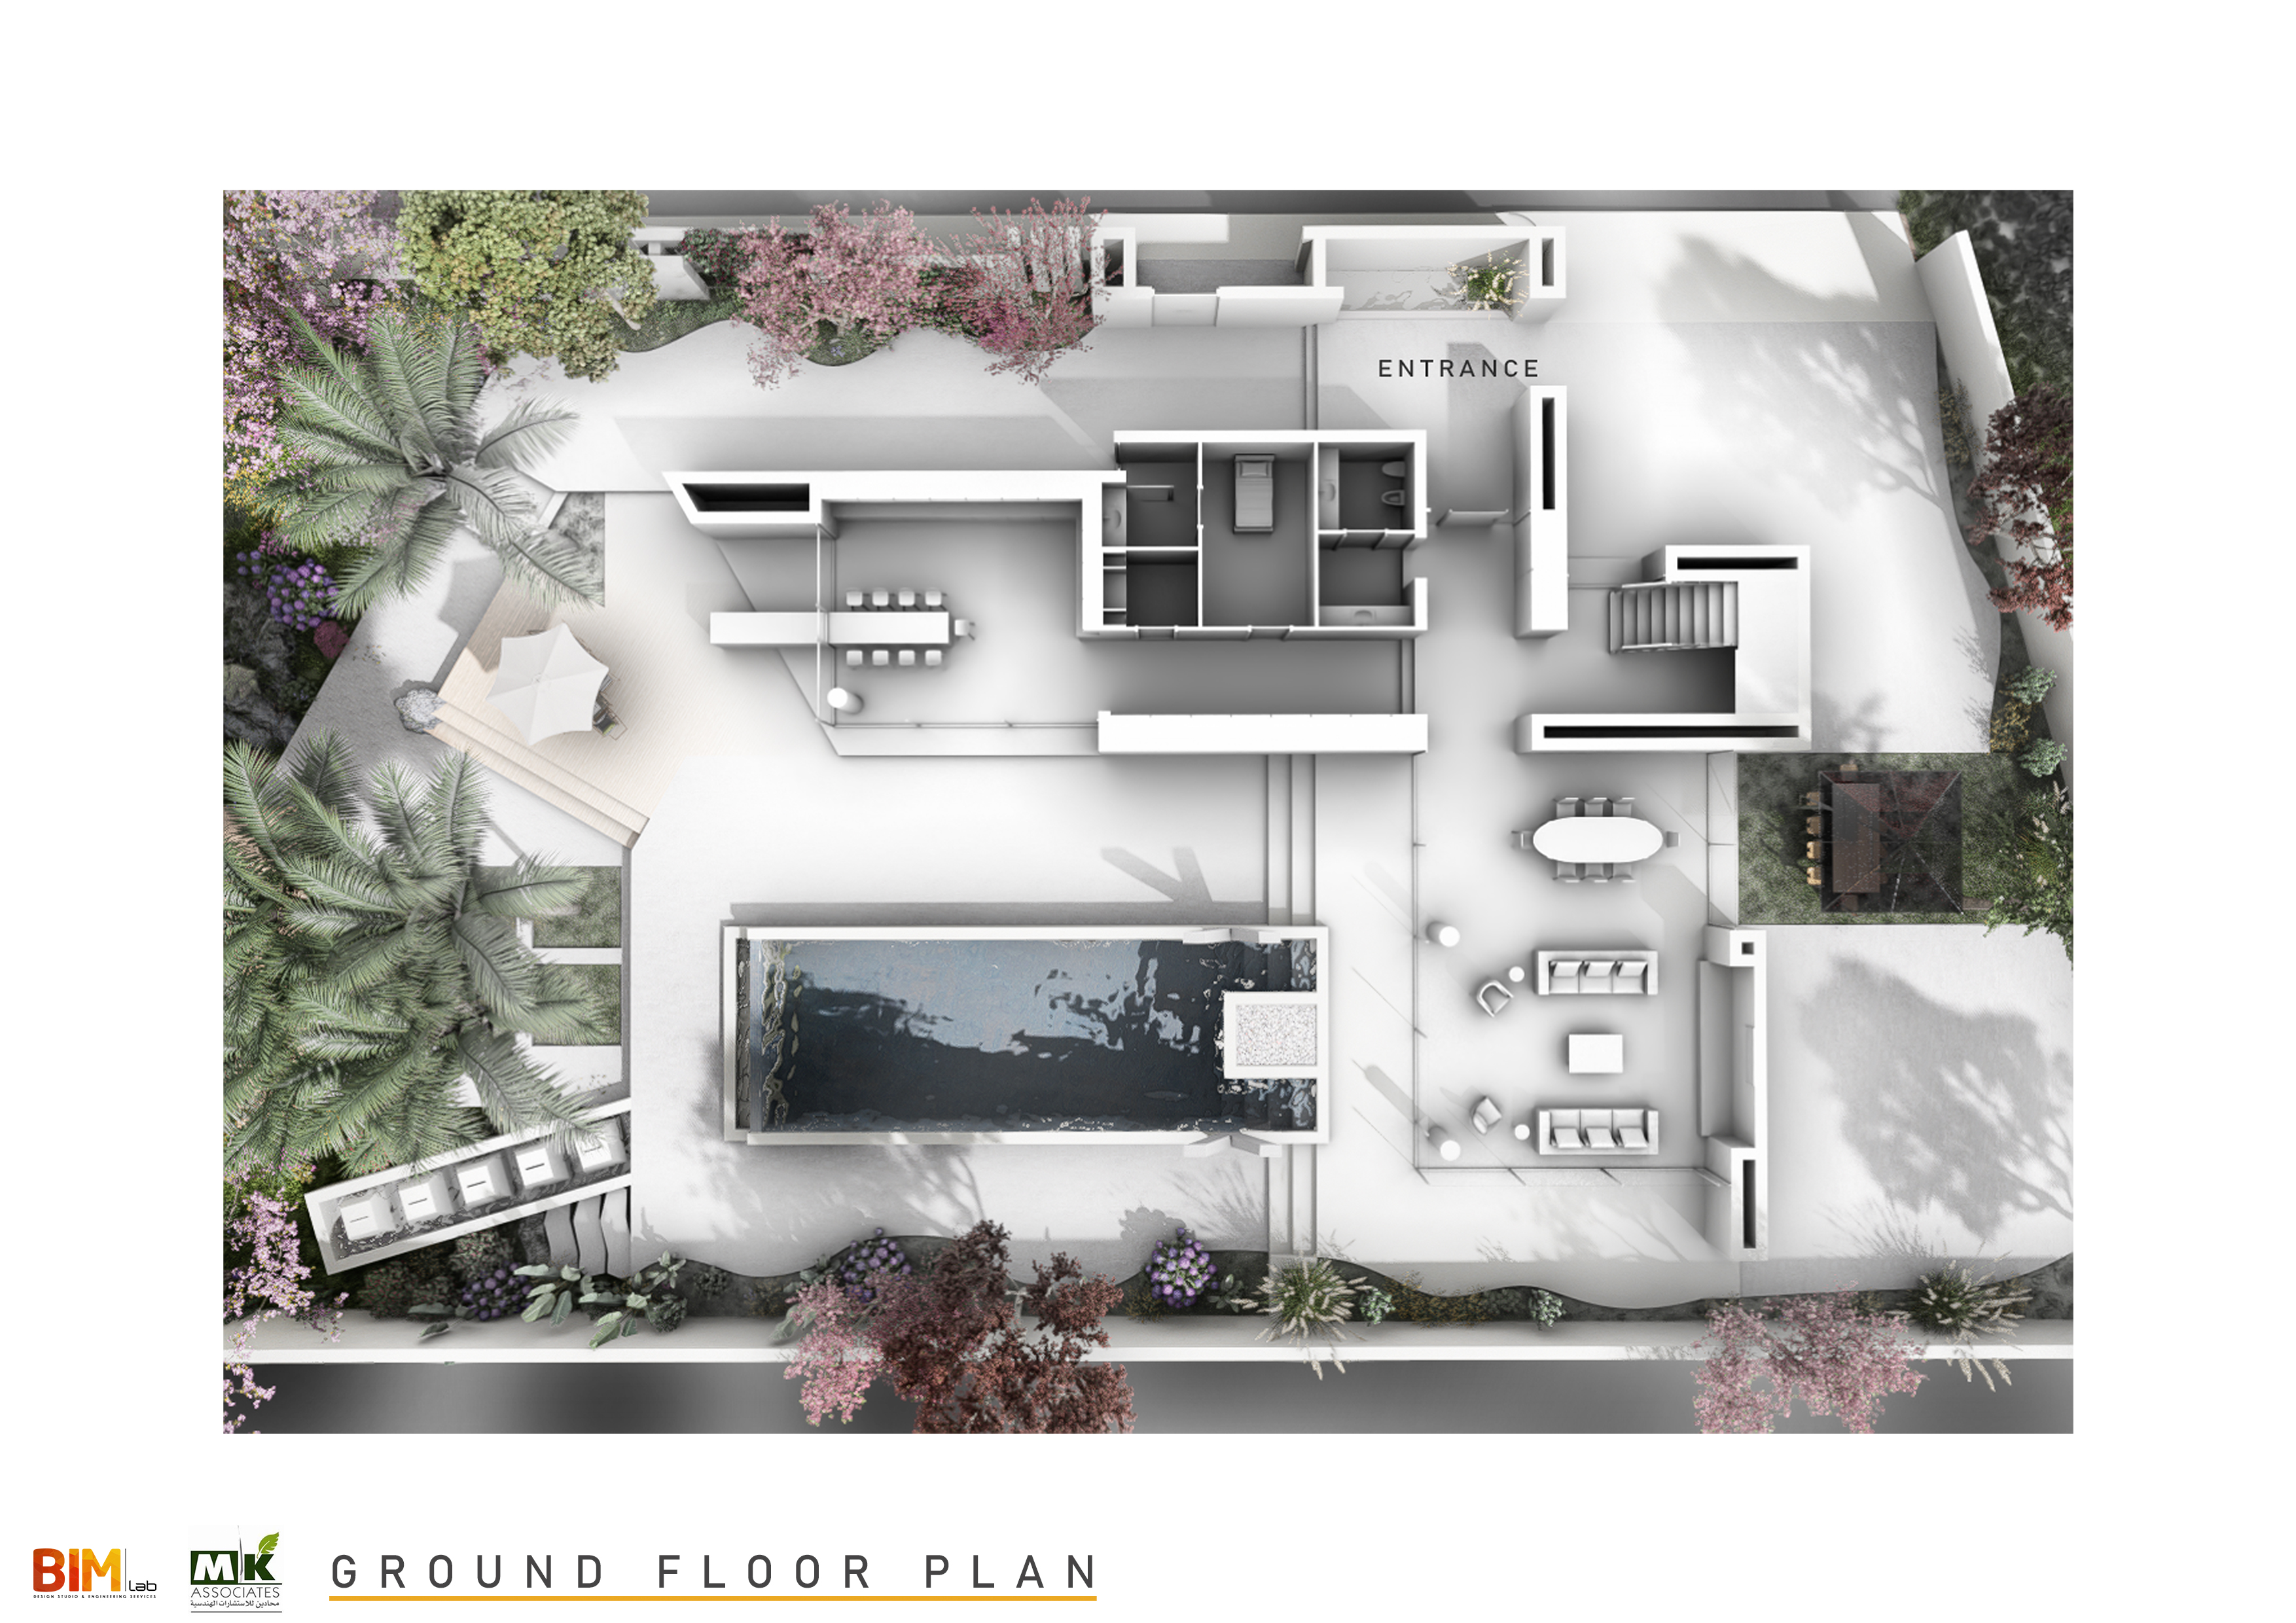 ENTRANCE
BIM Lab
DESIGN STUDIO & ENGINEERING SERVICES
MK
ASSOCIATES
محادين للاستشارات الهندسية
GROUND FLOOR PLAN